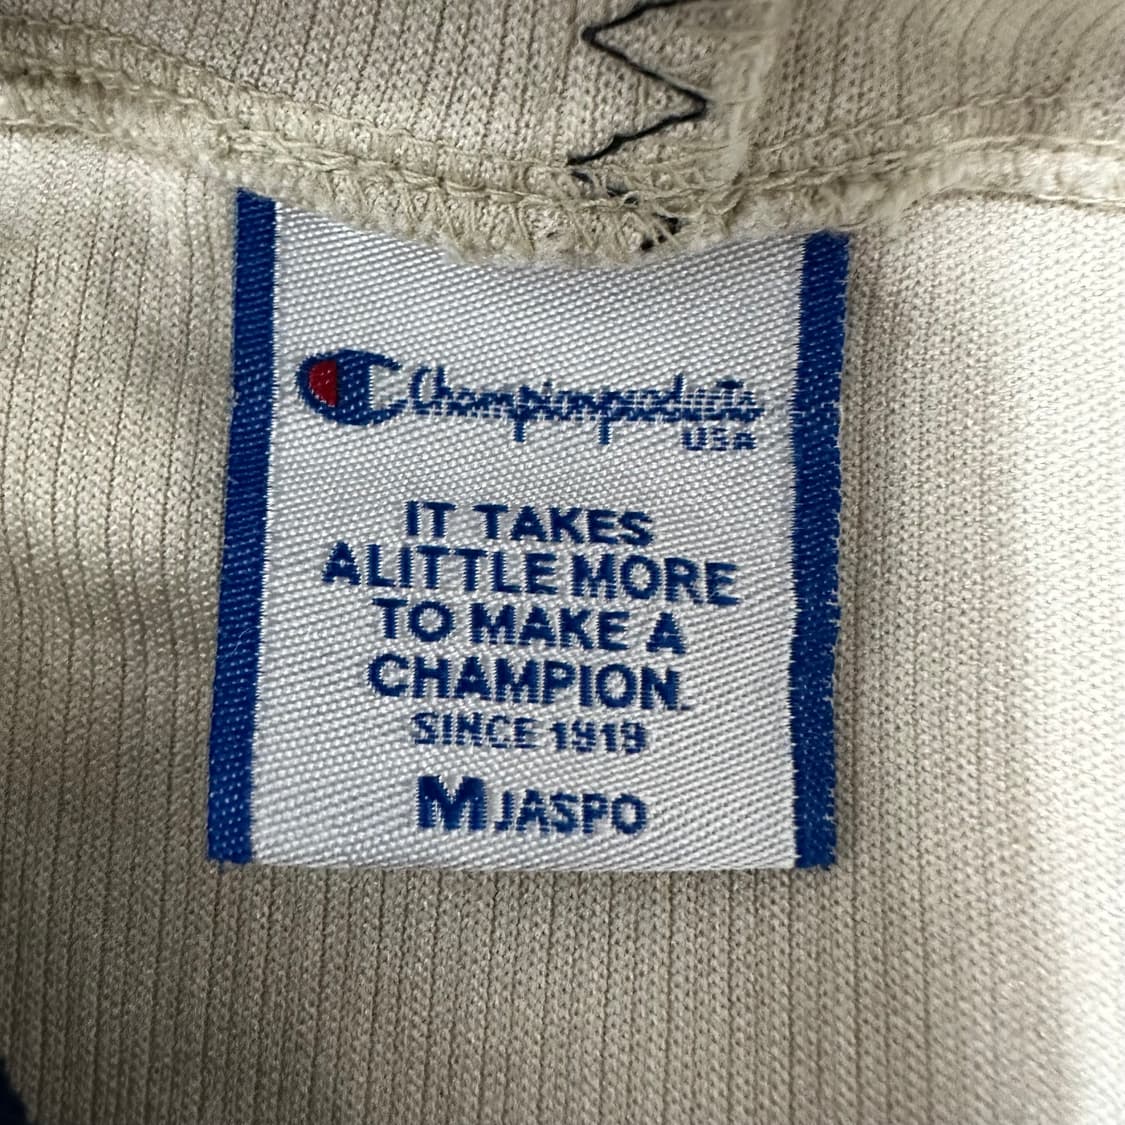 Championproducts
USA
IT TAKES
A LITTLE MORE
TO MAKE A
CHAMPION.
SINCE 1919
M JASPO